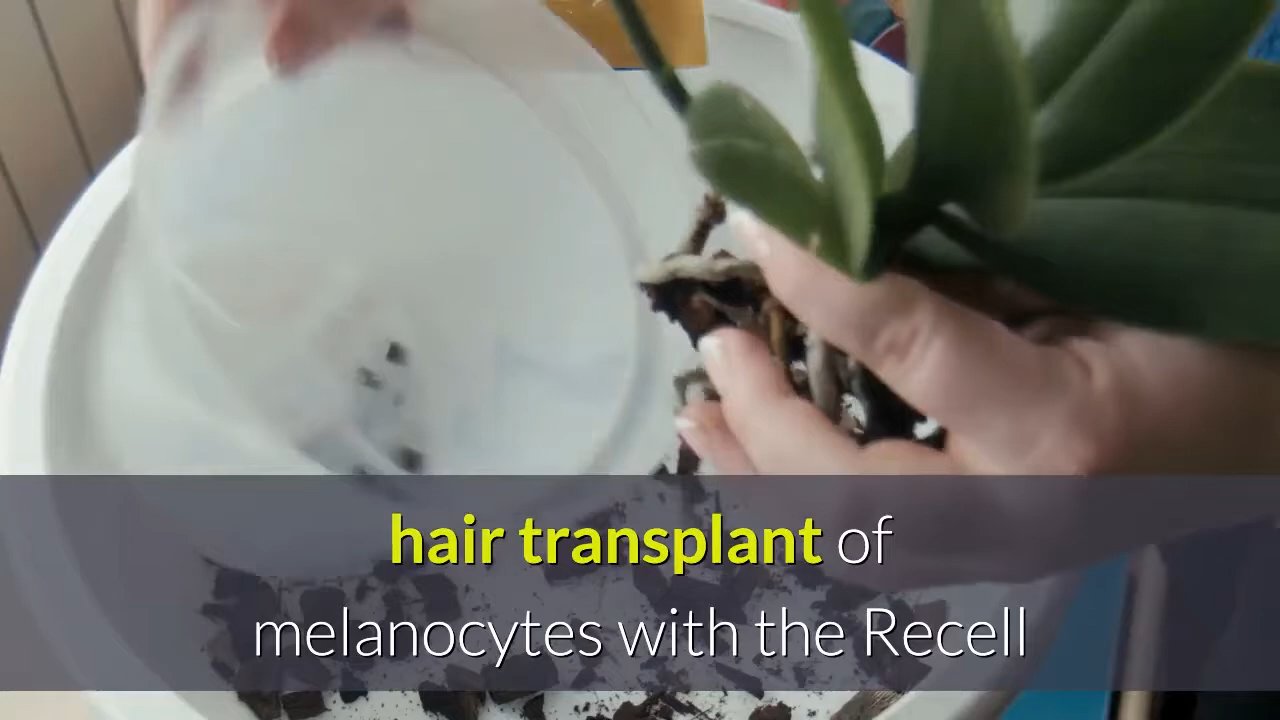 hair transplant of
melanocytes with the Recell